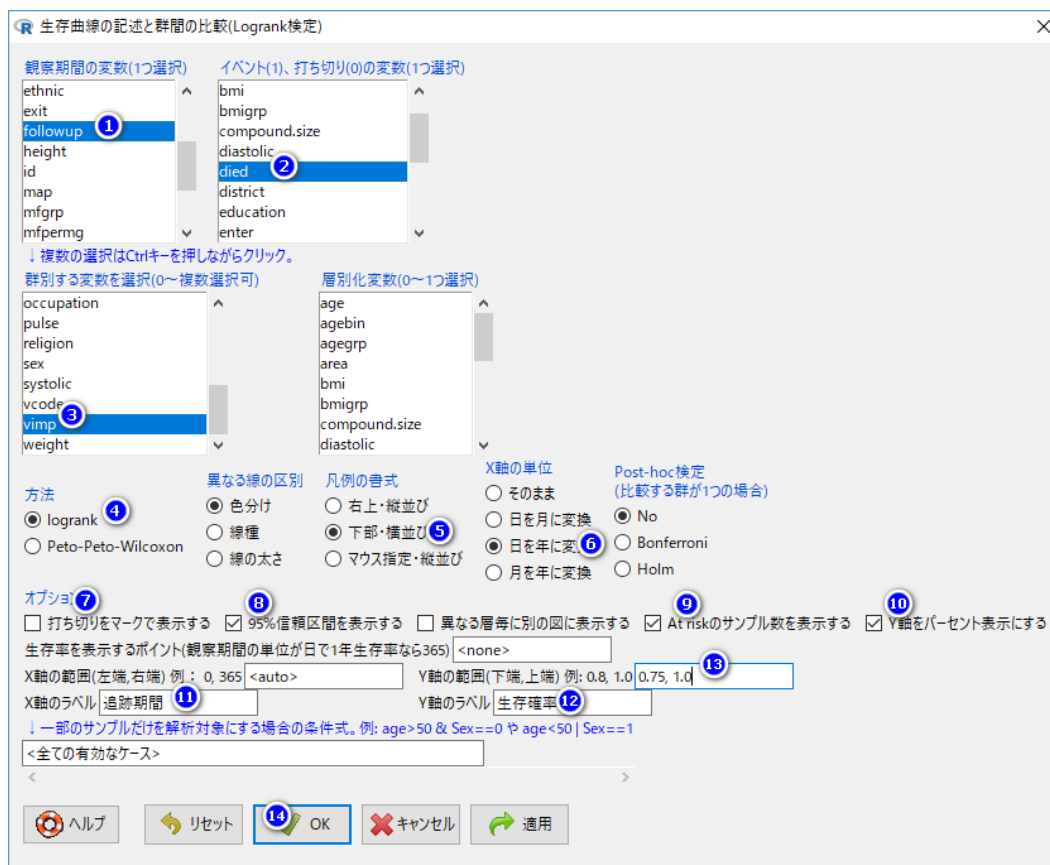 生存曲線の記述と群間の比較(Logrank検定)
観察期間の変数(1つ選択)
ethnic
exit
followup 1
height
id
map
mfgrp
mfpermg
イベント(1)、打ち切り(0)の変数(1つ選択)
bmi
bmigrp
compound.size
diastolic
died 2
district
education
enter
↓複数の選択はCtrlキーを押しながらクリック。
群別する変数を選択(0～複数選択可)
occupation
pulse
religion
sex
systolic
vcode
vimp 3
weight
層別化変数(0～1つ選択)
age
agebin
agegrp
area
bmi
bmigrp
compound.size
diastolic
方法
logrank 4
Peto-Peto-Wilcoxon
異なる線の区別
色分け
線種
線の太さ
凡例の書式
右上・縦並び
下部・横並び 5
マウス指定・縦並び
X軸の単位
そのまま
日を月に変換
日を年に変 6
月を年に変換
Post-hoc検定
(比較する群が1つの場合)
No
Bonferroni
Holm
オプション 7 8 9 10
打ち切りをマークで表示する 95%信頼区間を表示する 異なる層毎に別の図に表示する At riskのサンプル数を表示する Y軸をパーセント表示にする
生存率を表示するポイント(観察期間の単位が日で1年生存率なら365) <none>
X軸の範囲(左端,右端) 例： 0, 365 <auto> Y軸の範囲(下端,上端) 例: 0.8, 1.0 0.75, 1.0 13
X軸のラベル 追跡期間 11 Y軸のラベル 生存確率 12
↓一部のサンプルだけを解析対象にする場合の条件式。例: age>50 & Sex==0 や age<50 | Sex==1
<全ての有効なケース>
ヘルプ リセット 14 OK キャンセル 適用